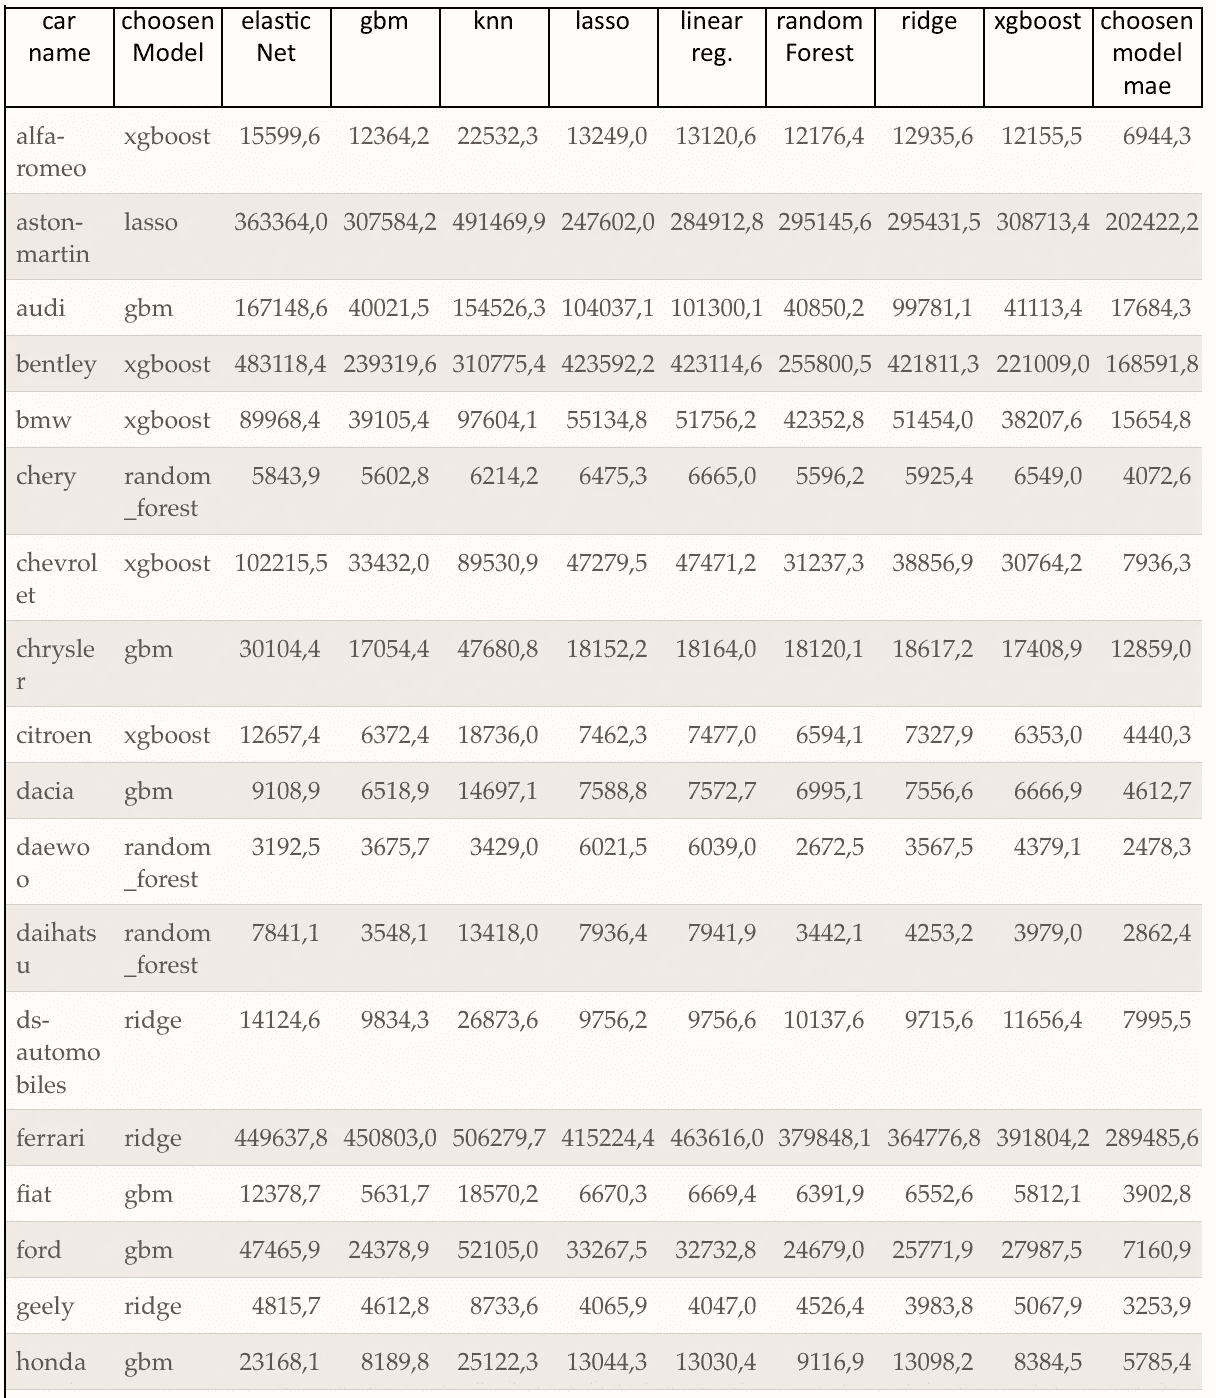 car choosen elastic gbm knn lasso linear random ridge xgboost choosen
name Model Net reg. Forest model
mae
alfa- xgboost 15599,6 12364,2 22532,3 13249,0 13120,6 12176,4 12935,6 12155,5 6944,3
romeo
aston- lasso 363364,0 307584,2 491469,9 247602,0 284912,8 295145,6 295431,5 308713,4 202422,2
martin
audi gbm 167148,6 40021,5 154526,3 104037,1 101300,1 40850,2 99781,1 41113,4 17684,3
bentley xgboost 483118,4 239319,6 310775,4 423592,2 423114,6 255800,5 421811,3 221009,0 168591,8
bmw xgboost 89968,4 39105,4 97604,1 55134,8 51756,2 42352,8 51454,0 38207,6 15654,8
chery random 5843,9 5602,8 6214,2 6475,3 6665,0 5596,2 5925,4 6549,0 4072,6
_forest
chevrol xgboost 102215,5 33432,0 89530,9 47279,5 47471,2 31237,3 38856,9 30764,2 7936,3
et
chrysle gbm 30104,4 17054,4 47680,8 18152,2 18164,0 18120,1 18617,2 17408,9 12859,0
r
citroen xgboost 12657,4 6372,4 18736,0 7462,3 7477,0 6594,1 7327,9 6353,0 4440,3
dacia gbm 9108,9 6518,9 14697,1 7588,8 7572,7 6995,1 7556,6 6666,9 4612,7
daewo random 3192,5 3675,7 3429,0 6021,5 6039,0 2672,5 3567,5 4379,1 2478,3
o _forest
daihats random 7841,1 3548,1 13418,0 7936,4 7941,9 3442,1 4253,2 3979,0 2862,4
u _forest
ds- ridge 14124,6 9834,3 26873,6 9756,2 9756,6 10137,6 9715,6 11656,4 7995,5
automo
biles
ferrari ridge 449637,8 450803,0 506279,7 415224,4 463616,0 379848,1 364776,8 391804,2 289485,6
fiat gbm 12378,7 5631,7 18570,2 6670,3 6669,4 6391,9 6552,6 5812,1 3902,8
ford gbm 47465,9 24378,9 52105,0 33267,5 32732,8 24679,0 25771,9 27987,5 7160,9
geely ridge 4815,7 4612,8 8733,6 4065,9 4047,0 4526,4 3983,8 5067,9 3253,9
honda gbm 23168,1 8189,8 25122,3 13044,3 13030,4 9116,9 13098,2 8384,5 5785,4